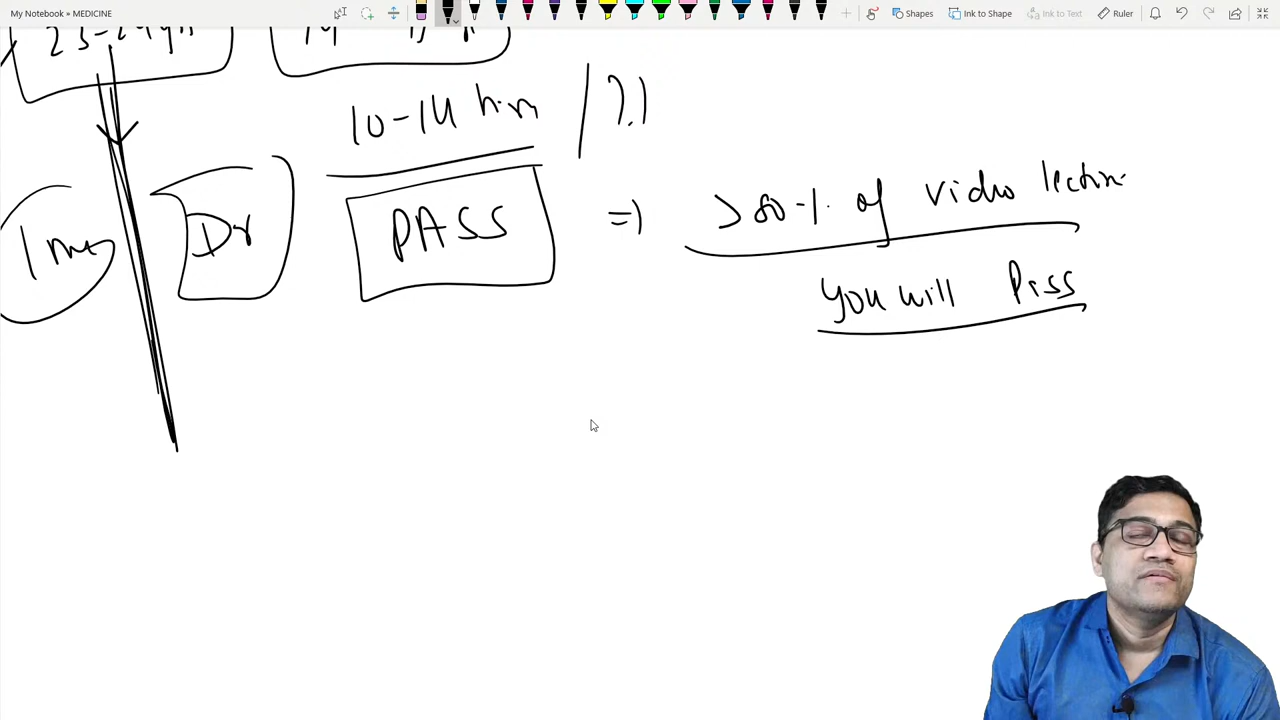 My Notebook » MEDICINE
Shapes Ink to Shape Ink to Text Ruler
10-14 hrs
Dr PASS => >80% of video lecture
you will Pass